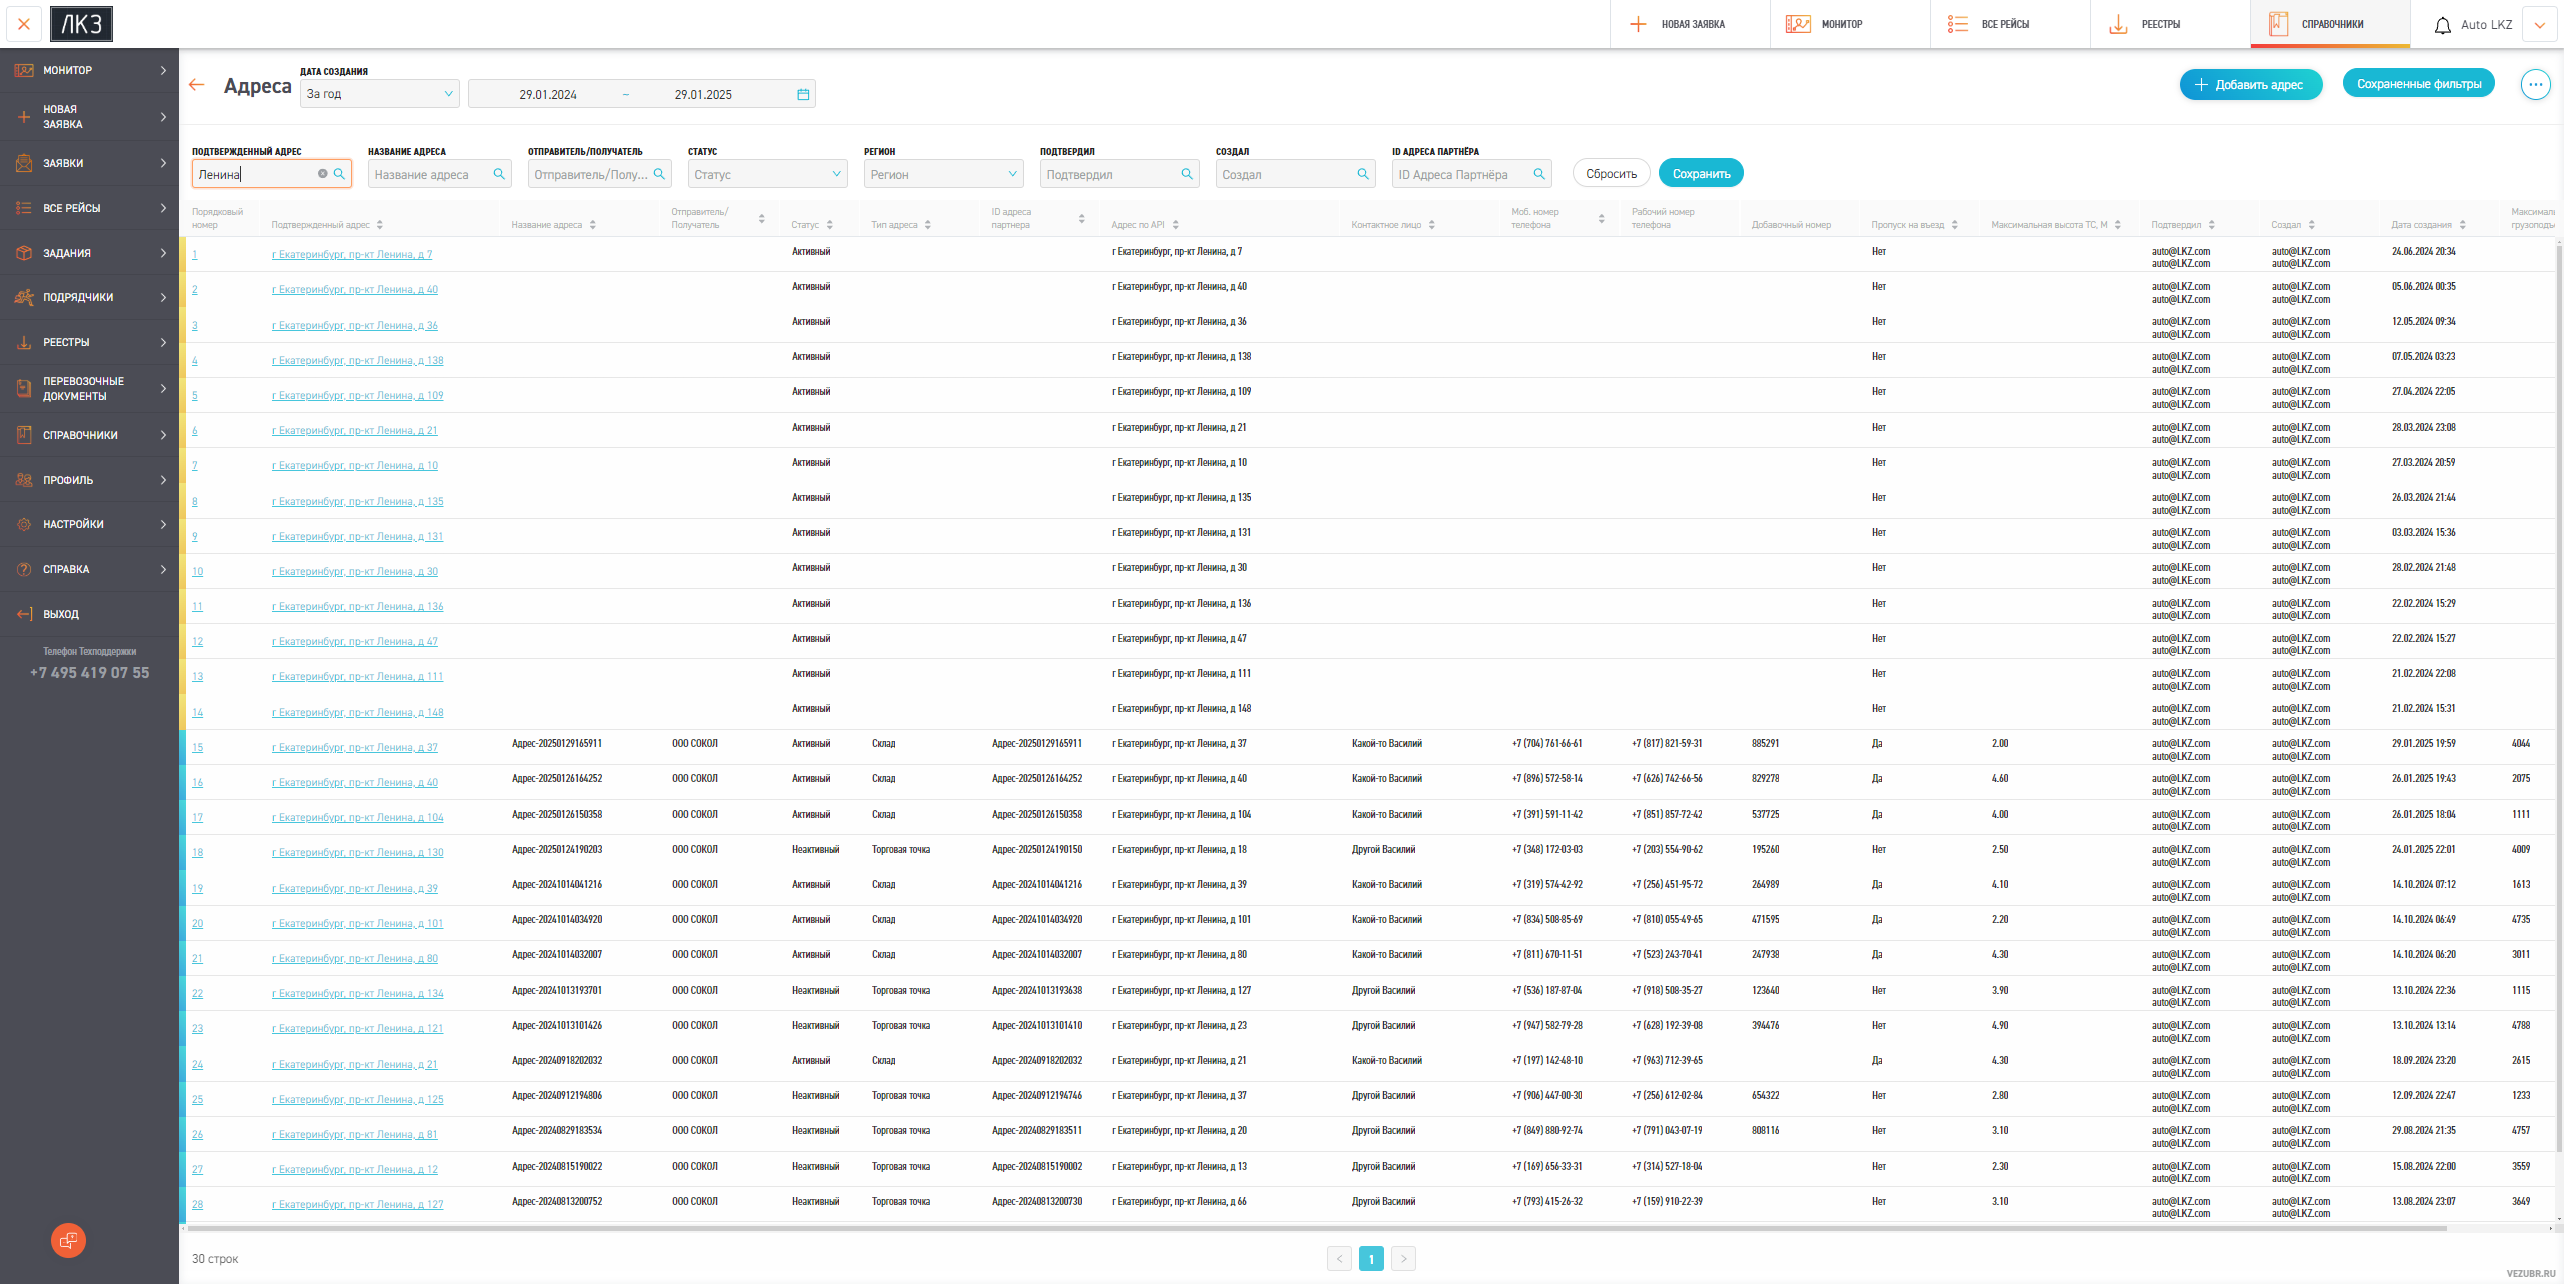 ЛКЗ
НОВАЯ ЗАЯВКА
МОНИТОР
ВСЕ РЕЙСЫ
РЕЕСТРЫ
СПРАВОЧНИКИ
Auto LKZ
МОНИТОР
НОВАЯ
ЗАЯВКА
ЗАЯВКИ
ВСЕ РЕЙСЫ
ЗАДАНИЯ
ПОДРЯДЧИКИ
РЕЕСТРЫ
ПЕРЕВОЗОЧНЫЕ
ДОКУМЕНТЫ
СПРАВОЧНИКИ
ПРОФИЛЬ
НАСТРОЙКИ
СПРАВКА
ВЫХОД
Телефон Техподдержки
+7 495 419 07 55
Адреса
ДАТА СОЗДАНИЯ
За год
29.01.2024 ~ 29.01.2025
+ Добавить адрес
Сохраненные фильтры
ПОДТВЕРЖДЕННЫЙ АДРЕС НАЗВАНИЕ АДРЕСА ОТПРАВИТЕЛЬ/ПОЛУЧАТЕЛЬ СТАТУС РЕГИОН ПОДТВЕРДИЛ СОЗДАЛ ID АДРЕСА ПАРТНЁРА
Ленина Название адреса Отправитель/Полу... Статус Регион Подтвердил Создал ID Адреса Партнёра Сбросить Сохранить
Порядковый номер Подтвержденный адрес Название адреса Отправитель/Получатель Статус Тип адреса ID адреса партнера Адрес по API Контактное лицо Моб. номер телефона Рабочий номер телефона Добавочный номер Пропуск на въезд Максимальная высота ТС, М Подтвердил Создал Дата создания
1 г Екатеринбург, пр-кт Ленина, д 7 Активный г Екатеринбург, пр-кт Ленина, д 7 Нет auto@LKZ.com auto@LKZ.com 24.06.2024 20:34
auto@LKZ.com auto@LKZ.com
2 г Екатеринбург, пр-кт Ленина, д 40 Активный г Екатеринбург, пр-кт Ленина, д 40 Нет auto@LKZ.com auto@LKZ.com 05.06.2024 00:35
auto@LKZ.com auto@LKZ.com
3 г Екатеринбург, пр-кт Ленина, д 36 Активный г Екатеринбург, пр-кт Ленина, д 36 Нет auto@LKZ.com auto@LKZ.com 12.05.2024 09:34
auto@LKZ.com auto@LKZ.com
4 г Екатеринбург, пр-кт Ленина, д 138 Активный г Екатеринбург, пр-кт Ленина, д 138 Нет auto@LKZ.com auto@LKZ.com 07.05.2024 03:23
auto@LKZ.com auto@LKZ.com
5 г Екатеринбург, пр-кт Ленина, д 109 Активный г Екатеринбург, пр-кт Ленина, д 109 Нет auto@LKZ.com auto@LKZ.com 27.04.2024 22:05
auto@LKZ.com auto@LKZ.com
6 г Екатеринбург, пр-кт Ленина, д 21 Активный г Екатеринбург, пр-кт Ленина, д 21 Нет auto@LKZ.com auto@LKZ.com 28.03.2024 23:08
auto@LKZ.com auto@LKZ.com
7 г Екатеринбург, пр-кт Ленина, д 10 Активный г Екатеринбург, пр-кт Ленина, д 10 Нет auto@LKZ.com auto@LKZ.com 27.03.2024 20:59
auto@LKZ.com auto@LKZ.com
8 г Екатеринбург, пр-кт Ленина, д 135 Активный г Екатеринбург, пр-кт Ленина, д 135 Нет auto@LKZ.com auto@LKZ.com 26.03.2024 21:44
auto@LKZ.com auto@LKZ.com
9 г Екатеринбург, пр-кт Ленина, д 131 Активный г Екатеринбург, пр-кт Ленина, д 131 Нет auto@LKZ.com auto@LKZ.com 03.03.2024 15:36
auto@LKZ.com auto@LKZ.com
10 г Екатеринбург, пр-кт Ленина, д 30 Активный г Екатеринбург, пр-кт Ленина, д 30 Нет auto@LKE.com auto@LKE.com 28.02.2024 21:48
auto@LKE.com auto@LKE.com
11 г Екатеринбург, пр-кт Ленина, д 136 Активный г Екатеринбург, пр-кт Ленина, д 136 Нет auto@LKZ.com auto@LKZ.com 22.02.2024 15:29
auto@LKZ.com auto@LKZ.com
12 г Екатеринбург, пр-кт Ленина, д 47 Активный г Екатеринбург, пр-кт Ленина, д 47 Нет auto@LKZ.com auto@LKZ.com 22.02.2024 15:27
auto@LKZ.com auto@LKZ.com
13 г Екатеринбург, пр-кт Ленина, д 111 Активный г Екатеринбург, пр-кт Ленина, д 111 Нет auto@LKZ.com auto@LKZ.com 21.02.2024 22:08
auto@LKZ.com auto@LKZ.com
14 г Екатеринбург, пр-кт Ленина, д 148 Активный г Екатеринбург, пр-кт Ленина, д 148 Нет auto@LKZ.com auto@LKZ.com 21.02.2024 15:31
auto@LKZ.com auto@LKZ.com
15 г Екатеринбург, пр-кт Ленина, д 37 Адрес-20250129165911 ООО СОКОЛ Активный Склад Адрес-20250129165911 г Екатеринбург, пр-кт Ленина, д 37 Какой-то Василий +7 (704) 761-66-61 +7 (817) 821-59-31 885291 Да 2.00 auto@LKZ.com auto@LKZ.com 29.01.2025 19:59 4044
auto@LKZ.com auto@LKZ.com
16 г Екатеринбург, пр-кт Ленина, д 40 Адрес-20250126164252 ООО СОКОЛ Активный Склад Адрес-20250126164252 г Екатеринбург, пр-кт Ленина, д 40 Какой-то Василий +7 (896) 572-58-14 +7 (626) 742-66-56 829278 Да 4.60 auto@LKZ.com auto@LKZ.com 26.01.2025 19:43 2075
auto@LKZ.com auto@LKZ.com
17 г Екатеринбург, пр-кт Ленина, д 104 Адрес-20250126150358 ООО СОКОЛ Активный Склад Адрес-20250126150358 г Екатеринбург, пр-кт Ленина, д 104 Какой-то Василий +7 (391) 591-11-42 +7 (851) 857-72-42 537725 Да 4.00 auto@LKZ.com auto@LKZ.com 26.01.2025 18:04 1111
auto@LKZ.com auto@LKZ.com
18 г Екатеринбург, пр-кт Ленина, д 130 Адрес-20250124190203 ООО СОКОЛ Неактивный Торговая точка Адрес-20250124190150 г Екатеринбург, пр-кт Ленина, д 18 Другой Василий +7 (348) 172-03-03 +7 (203) 554-90-62 195260 Нет 2.50 auto@LKZ.com auto@LKZ.com 24.01.2025 22:01 4009
auto@LKZ.com auto@LKZ.com
19 г Екатеринбург, пр-кт Ленина, д 39 Адрес-20241014041216 ООО СОКОЛ Активный Склад Адрес-20241014041216 г Екатеринбург, пр-кт Ленина, д 39 Какой-то Василий +7 (319) 574-42-92 +7 (256) 451-95-72 264989 Да 4.10 auto@LKZ.com auto@LKZ.com 14.10.2024 07:12 1613
auto@LKZ.com auto@LKZ.com
20 г Екатеринбург, пр-кт Ленина, д 101 Адрес-20241014034920 ООО СОКОЛ Активный Склад Адрес-20241014034920 г Екатеринбург, пр-кт Ленина, д 101 Какой-то Василий +7 (834) 508-85-69 +7 (810) 055-49-65 471595 Да 2.20 auto@LKZ.com auto@LKZ.com 14.10.2024 06:49 4735
auto@LKZ.com auto@LKZ.com
21 г Екатеринбург, пр-кт Ленина, д 80 Адрес-20241014032007 ООО СОКОЛ Активный Склад Адрес-20241014032007 г Екатеринбург, пр-кт Ленина, д 80 Какой-то Василий +7 (811) 670-11-51 +7 (523) 243-70-41 247938 Да 4.30 auto@LKZ.com auto@LKZ.com 14.10.2024 06:20 3011
auto@LKZ.com auto@LKZ.com
22 г Екатеринбург, пр-кт Ленина, д 134 Адрес-20241013193701 ООО СОКОЛ Неактивный Торговая точка Адрес-20241013193638 г Екатеринбург, пр-кт Ленина, д 127 Другой Василий +7 (536) 187-87-04 +7 (918) 508-35-27 123640 Нет 3.90 auto@LKZ.com auto@LKZ.com 13.10.2024 22:36 1115
auto@LKZ.com auto@LKZ.com
23 г Екатеринбург, пр-кт Ленина, д 121 Адрес-20241013101426 ООО СОКОЛ Неактивный Торговая точка Адрес-20241013101410 г Екатеринбург, пр-кт Ленина, д 23 Другой Василий +7 (947) 582-79-28 +7 (628) 192-39-08 394476 Нет 4.90 auto@LKZ.com auto@LKZ.com 13.10.2024 13:14 4788
auto@LKZ.com auto@LKZ.com
24 г Екатеринбург, пр-кт Ленина, д 21 Адрес-20240918202032 ООО СОКОЛ Активный Склад Адрес-20240918202032 г Екатеринбург, пр-кт Ленина, д 21 Какой-то Василий +7 (197) 142-48-10 +7 (963) 712-39-65 Да 4.30 auto@LKZ.com auto@LKZ.com 18.09.2024 23:20 2615
auto@LKZ.com auto@LKZ.com
25 г Екатеринбург, пр-кт Ленина, д 125 Адрес-20240912194806 ООО СОКОЛ Неактивный Торговая точка Адрес-20240912194746 г Екатеринбург, пр-кт Ленина, д 37 Другой Василий +7 (906) 447-00-30 +7 (256) 612-02-84 654322 Нет 2.80 auto@LKZ.com auto@LKZ.com 12.09.2024 22:47 1233
auto@LKZ.com auto@LKZ.com
26 г Екатеринбург, пр-кт Ленина, д 81 Адрес-20240829183534 ООО СОКОЛ Неактивный Торговая точка Адрес-20240829183511 г Екатеринбург, пр-кт Ленина, д 20 Другой Василий +7 (849) 880-92-74 +7 (791) 043-07-19 808116 Нет 3.10 auto@LKZ.com auto@LKZ.com 29.08.2024 21:35 4757
auto@LKZ.com auto@LKZ.com
27 г Екатеринбург, пр-кт Ленина, д 12 Адрес-20240815190022 ООО СОКОЛ Неактивный Торговая точка Адрес-20240815190002 г Екатеринбург, пр-кт Ленина, д 13 Другой Василий +7 (169) 656-33-31 +7 (314) 527-18-04 Нет 2.30 auto@LKZ.com auto@LKZ.com 15.08.2024 22:00 3559
auto@LKZ.com auto@LKZ.com
28 г Екатеринбург, пр-кт Ленина, д 127 Адрес-20240813200752 ООО СОКОЛ Неактивный Торговая точка Адрес-20240813200730 г Екатеринбург, пр-кт Ленина, д 66 Другой Василий +7 (793) 415-26-32 +7 (159) 910-22-39 Нет 3.10 auto@LKZ.com auto@LKZ.com 13.08.2024 23:07 3649
auto@LKZ.com auto@LKZ.com
30 строк
< 1 >
VEZUBR.RU